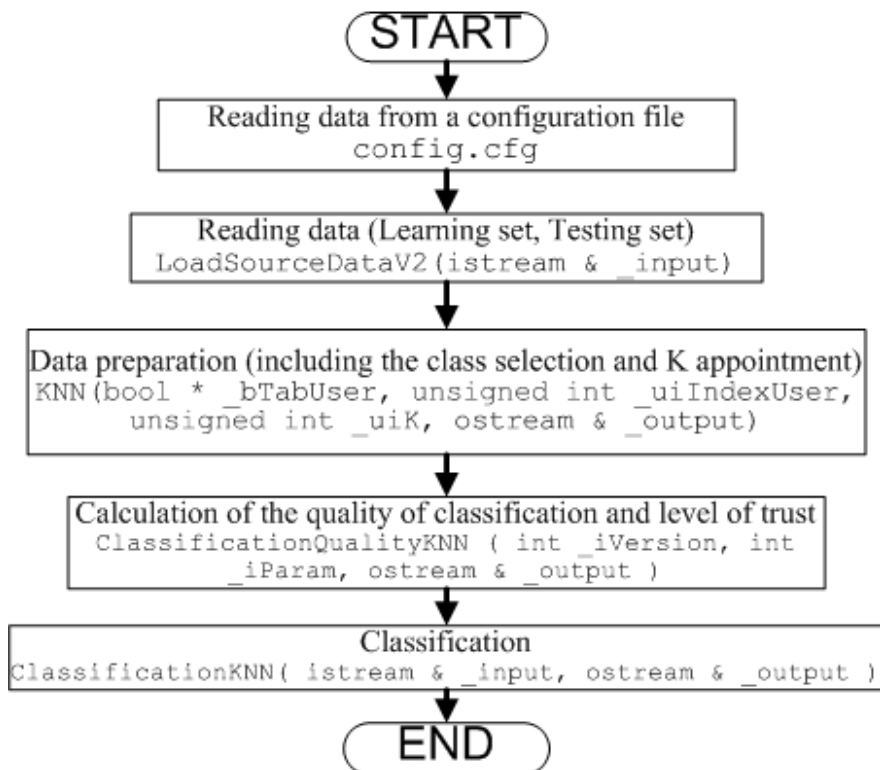 START
Reading data from a configuration file
config.cfg
Reading data (Learning set, Testing set)
LoadSourceDataV2(istream & _input)
Data preparation (including the class selection and K appointment)
KNN(bool * _bTabUser, unsigned int _uiIndexUser,
unsigned int _uiK, ostream & _output)
Calculation of the quality of classification and level of trust
ClassificationQualityKNN ( int _iVersion, int
_iParam, ostream & _output )
Classification
ClassificationKNN( istream & _input, ostream & _output )
END